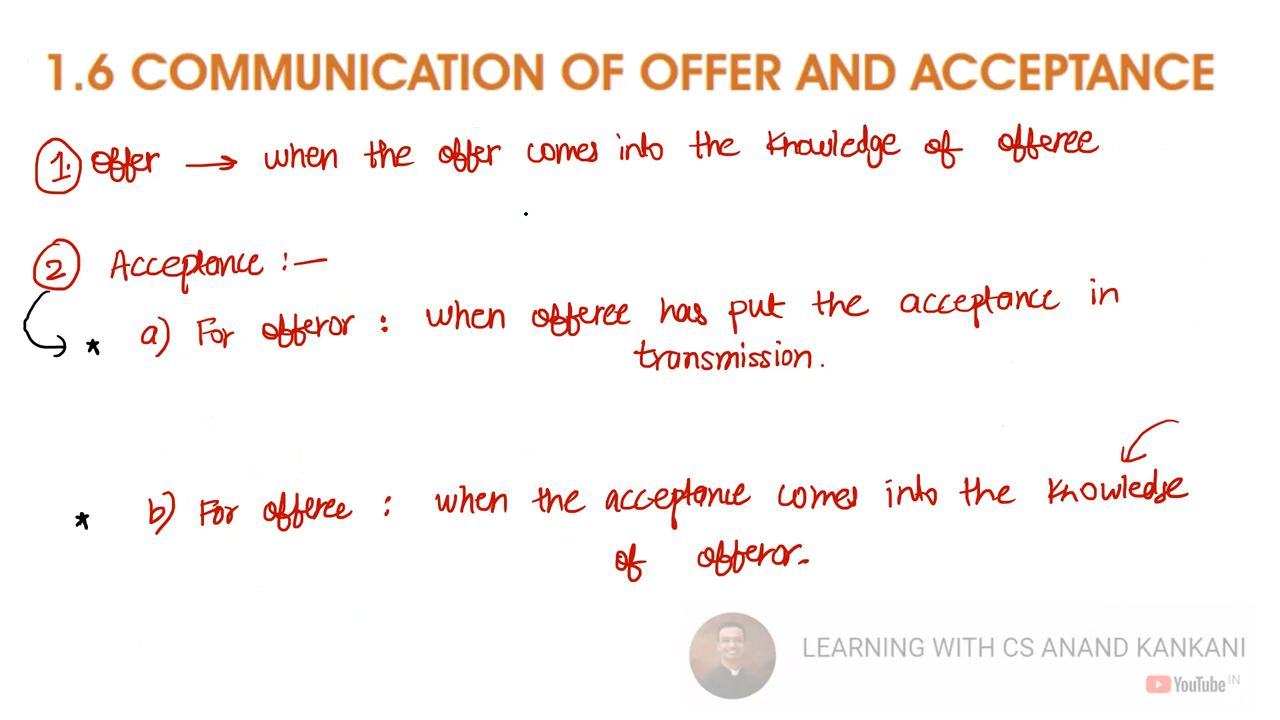 1.6 COMMUNICATION OF OFFER AND ACCEPTANCE
1. Offer → when the offer comes into the knowledge of offeree
2 Acceptance :—
* a) For offeror : when offeree has put the acceptance in
transmission.
* b) For offeree : when the acceptance comes into the knowledge
of offeror.
LEARNING WITH CS ANAND KANKANI
YouTube IN